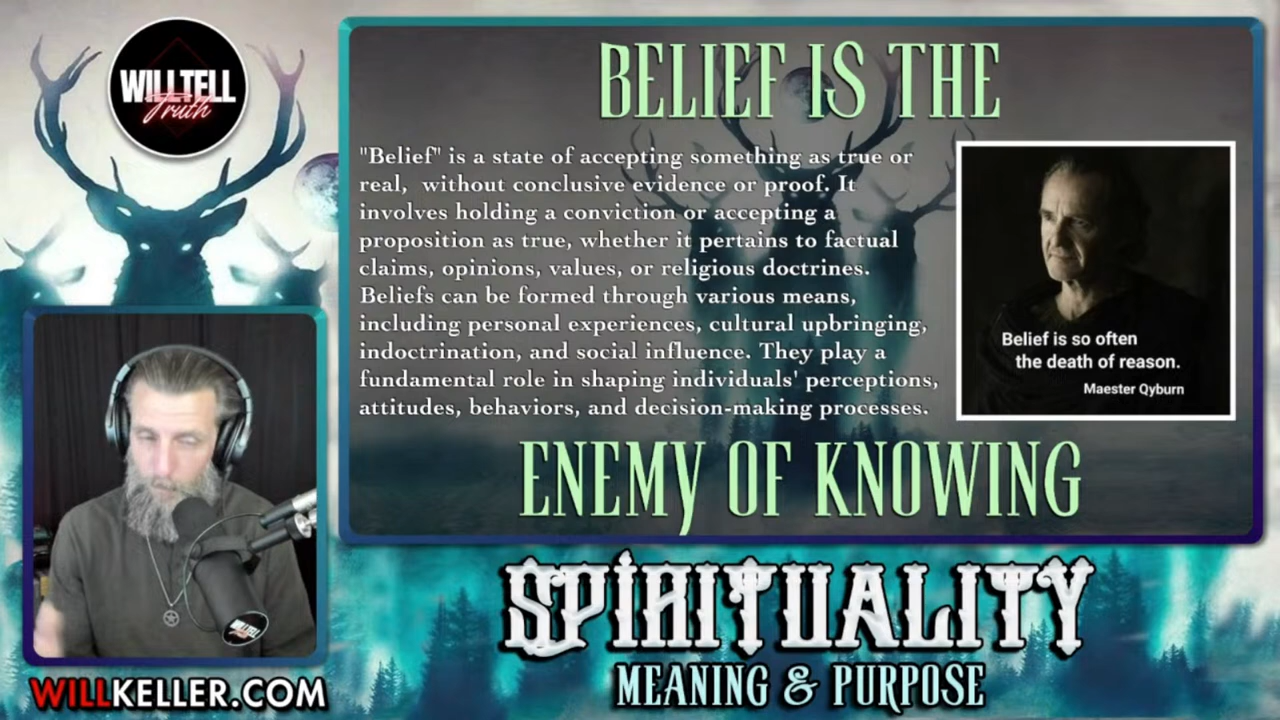 WILLTELL
Truth
BELIEF IS THE
"Belief" is a state of accepting something as true or
real, without conclusive evidence or proof. It
involves holding a conviction or accepting a
proposition as true, whether it pertains to factual
claims, opinions, values, or religious doctrines.
Beliefs can be formed through various means,
including personal experiences, cultural upbringing,
indoctrination, and social influence. They play a
fundamental role in shaping individuals' perceptions,
attitudes, behaviors, and decision-making processes.
Belief is so often
the death of reason.
Maester Qyburn
ENEMY OF KNOWING
WILLTELL
SPIRITUALITY
MEANING & PURPOSE
WILLKELLER.COM